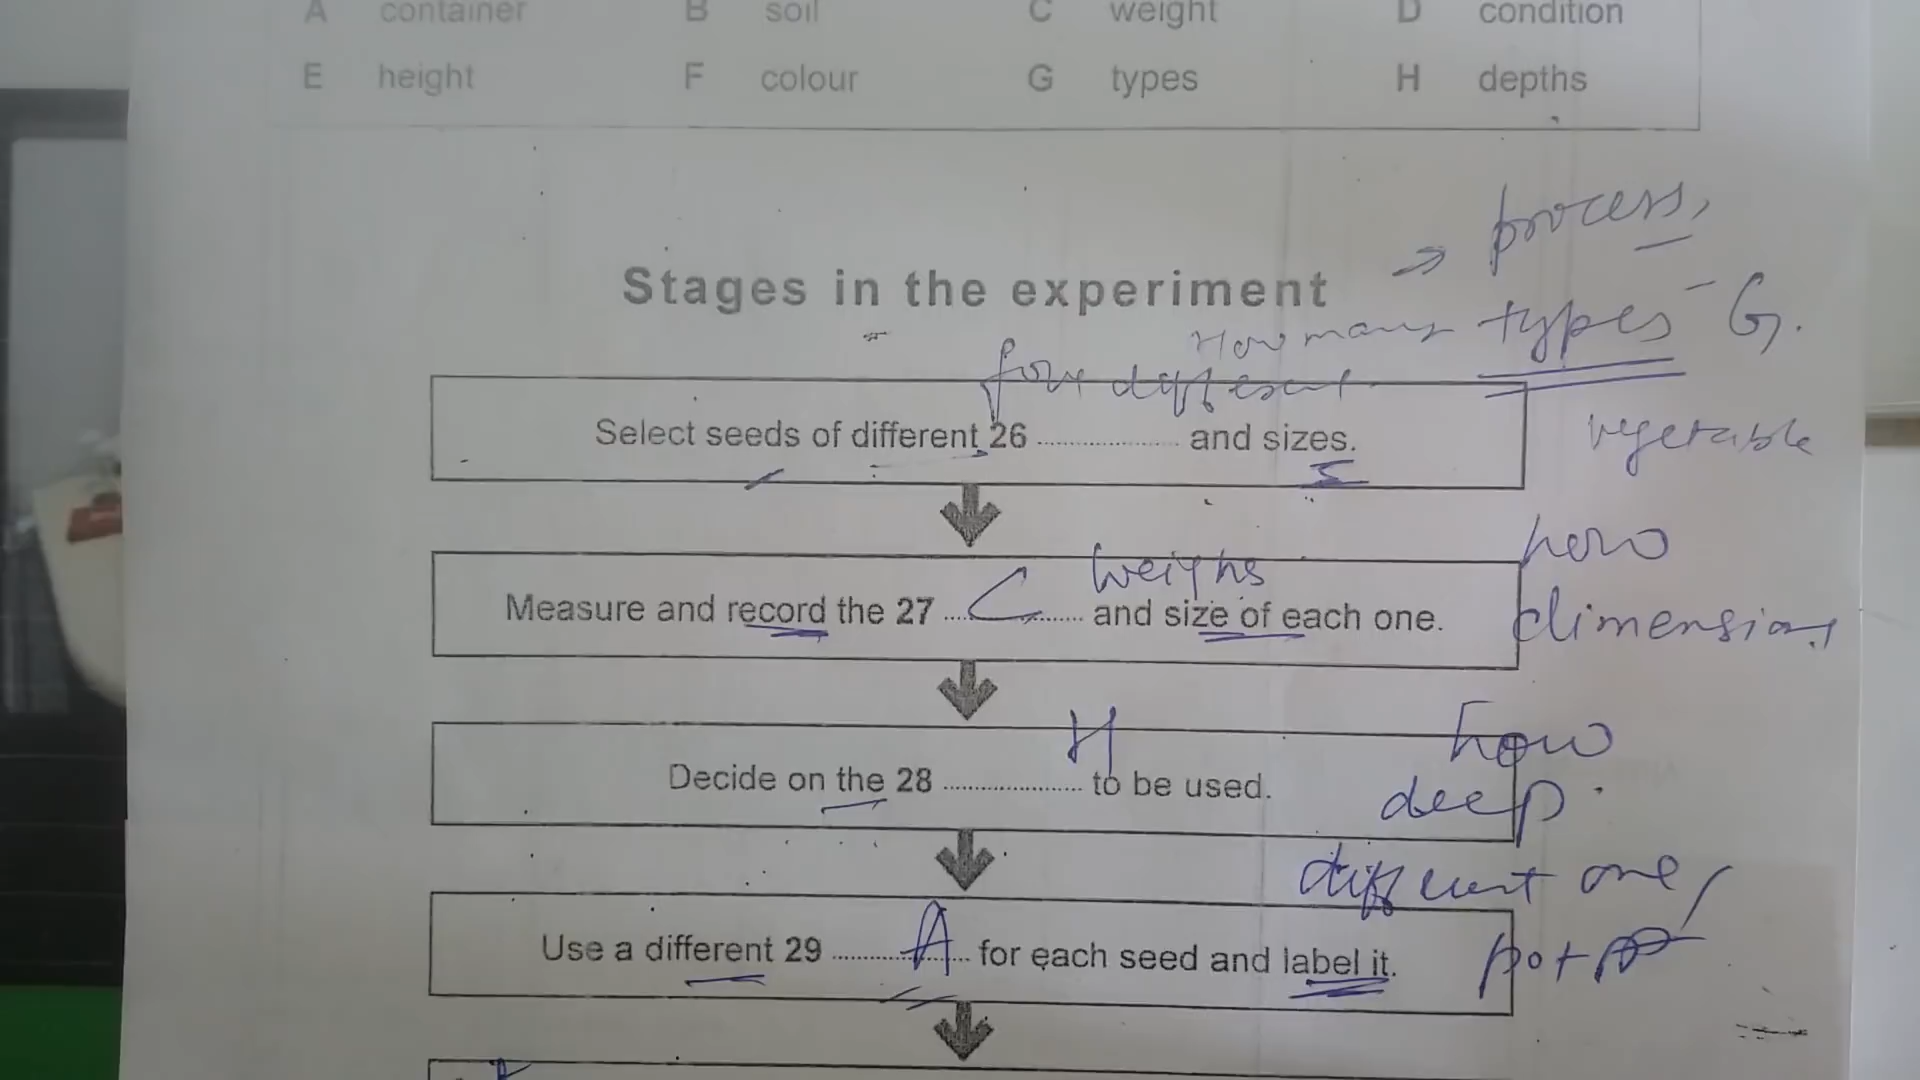 A container B soil C weight D condition
E height F colour G types H depths
process,
Stages in the experiment →
How many types - G.
four different
Select seeds of different 26 .................... and sizes.
vegetable
weighs
how
Measure and record the 27 ....C.... and size of each one.
dimensions
H
how
Decide on the 28 .................... to be used.
deep.
different one
Use a different 29 ............A.... for each seed and label it.
pot